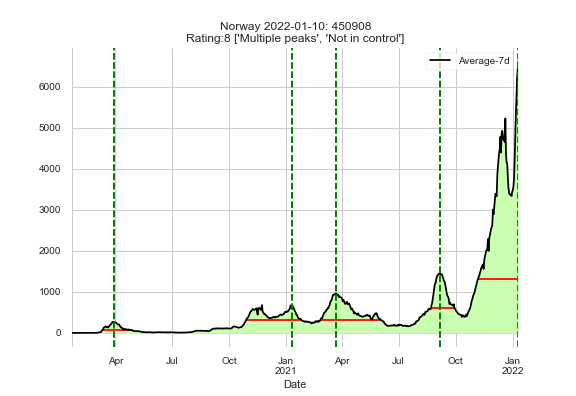 Norway 2022-01-10: 450908
Rating:8 ['Multiple peaks', 'Not in control']
Average-7d
6000
5000
4000
3000
2000
1000
0
Apr Jul Oct Jan Apr Jul Oct Jan
2021 2022
Date